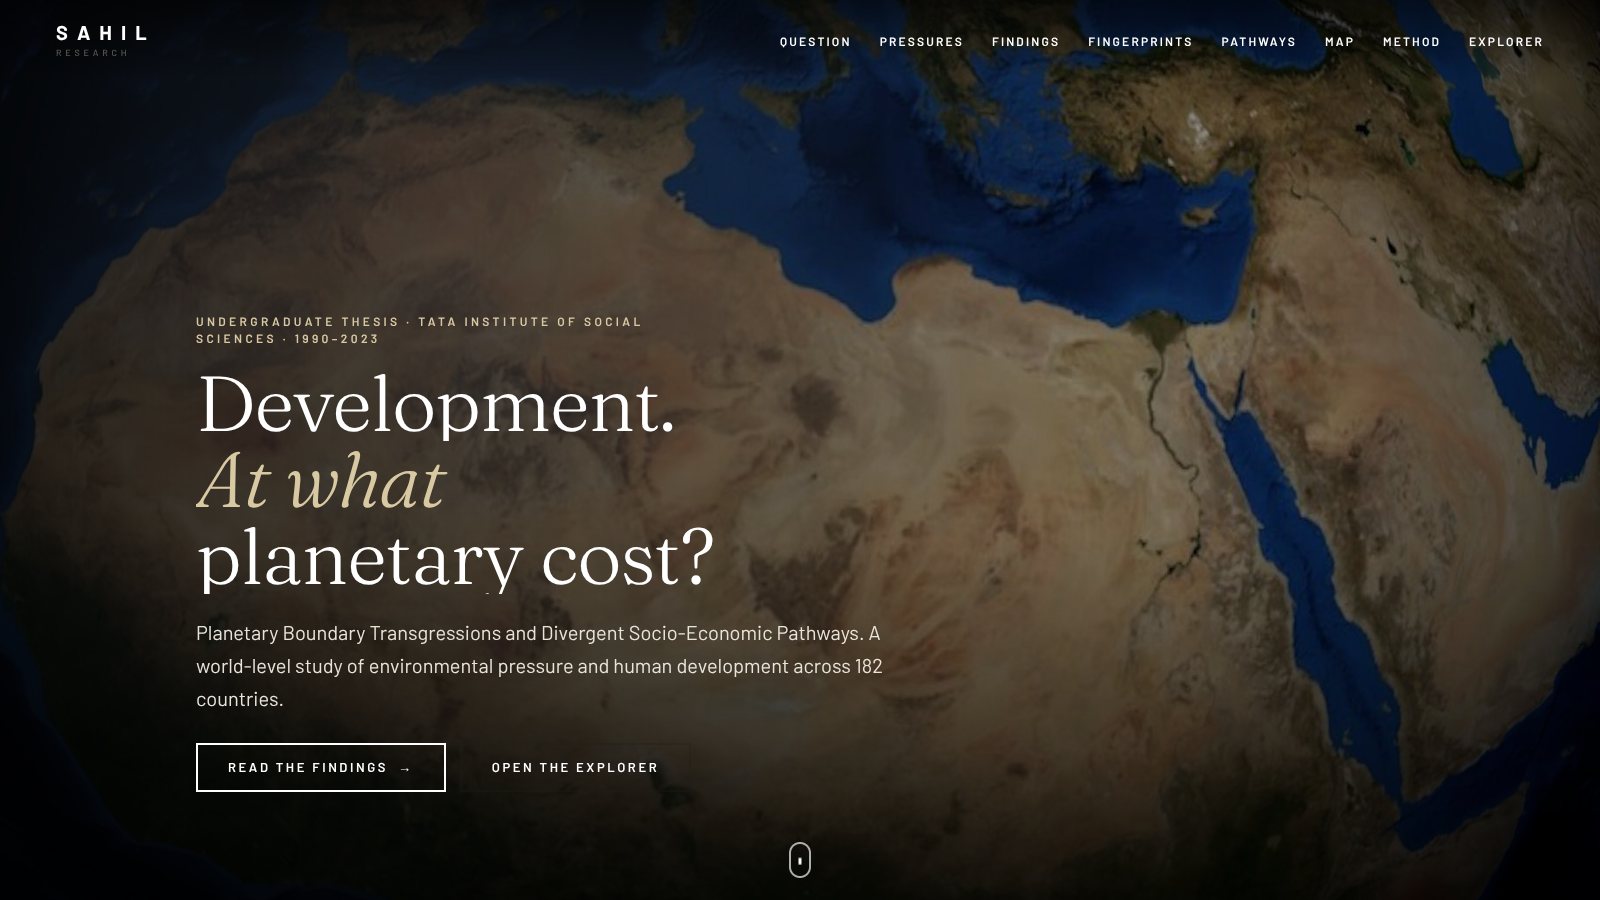 SAHIL
RESEARCH
QUESTION PRESSURES FINDINGS FINGERPRINTS PATHWAYS MAP METHOD EXPLORER
UNDERGRADUATE THESIS · TATA INSTITUTE OF SOCIAL
SCIENCES · 1990–2023
Development.
At what
planetary cost?
Planetary Boundary Transgressions and Divergent Socio-Economic Pathways. A
world-level study of environmental pressure and human development across 182
countries.
READ THE FINDINGS →
OPEN THE EXPLORER